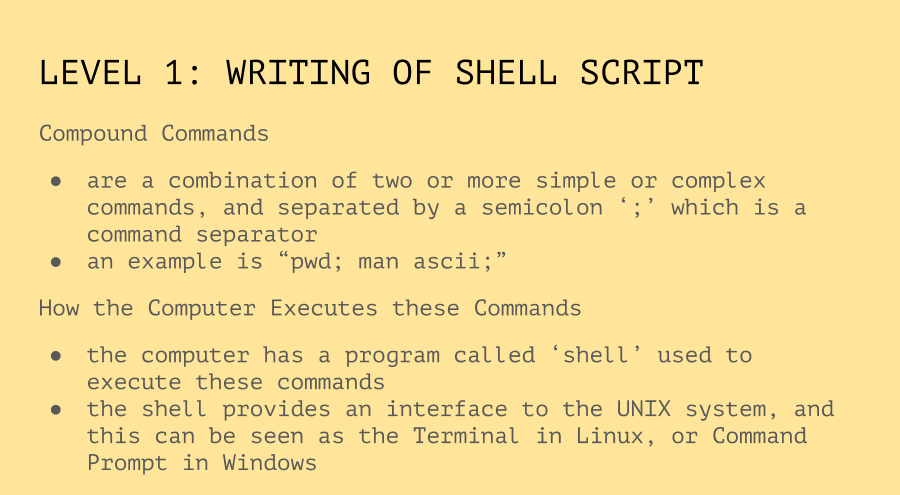 LEVEL 1: WRITING OF SHELL SCRIPT
Compound Commands
● are a combination of two or more simple or complex
commands, and separated by a semicolon ‘;’ which is a
command separator
● an example is “pwd; man ascii;”
How the Computer Executes these Commands
● the computer has a program called ‘shell’ used to
execute these commands
● the shell provides an interface to the UNIX system, and
this can be seen as the Terminal in Linux, or Command
Prompt in Windows